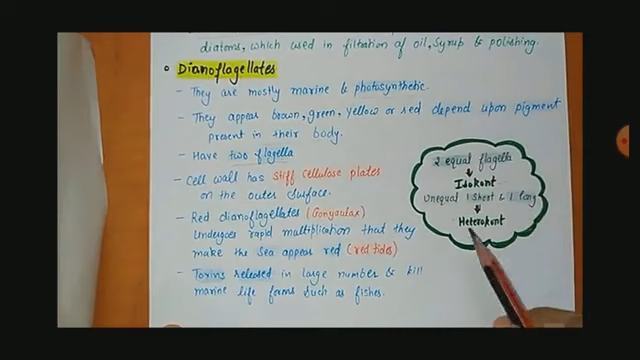 diatoms, which used in filtration of oil, Syrup & polishing.
Dianoflagellates
- They are mostly marine & photosynthetic.
- They appear brown, green, yellow or red depend upon pigment
present in their body.
- Have two flagella
- Cell wall has stiff cellulose plates
on the outer surface.
- Red dianoflagellates (Gonyaulax)
Undergoes rapid multiplication that they
make the sea appears red (red tides)
- Toxins released in large number & kill
marine life forms such as fishes.
2 equal flagella
Isokont
Unequal 1 Short & 1 long
Heterokont